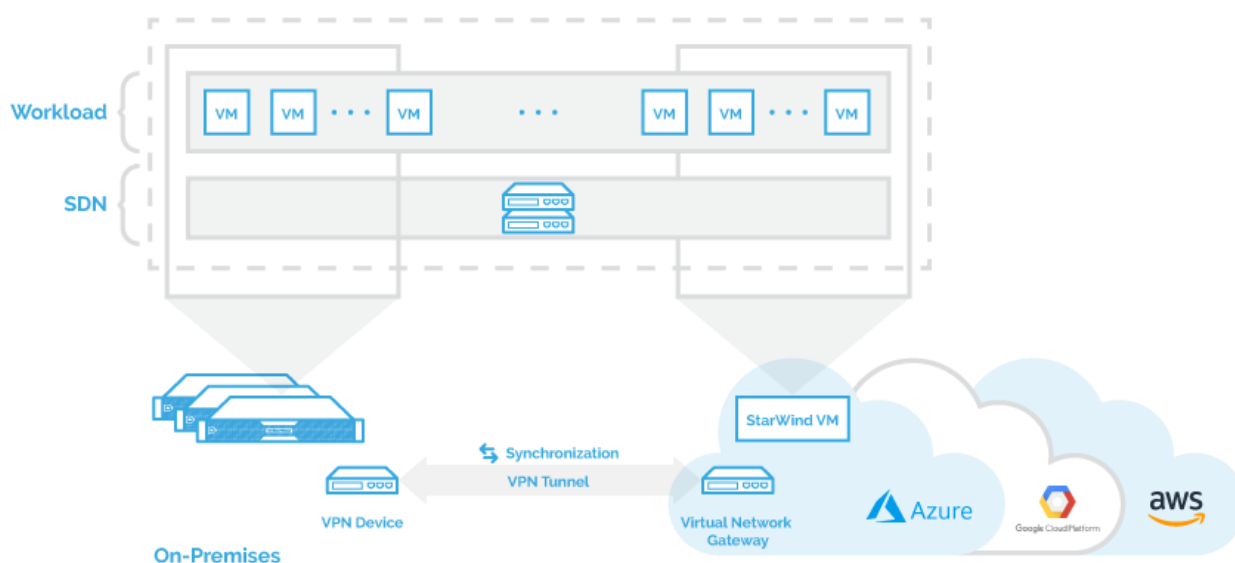 Workload
VM VM VM VM VM VM
SDN
StarWind VM
Synchronization
VPN Tunnel
VPN Device
Virtual Network
Gateway
Azure
Google Cloud Platform
aws
On-Premises